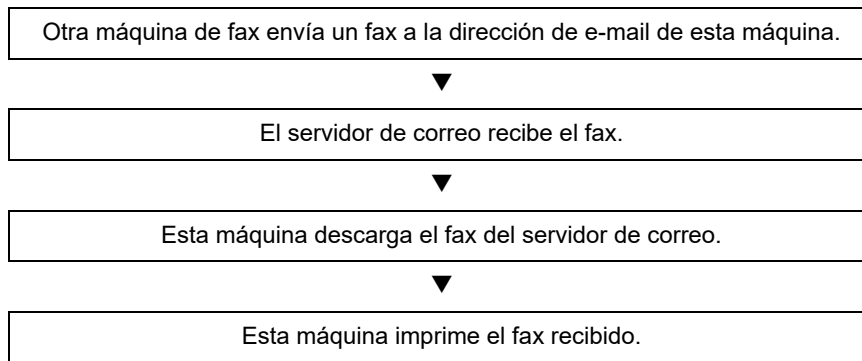 Otra máquina de fax envía un fax a la dirección de e-mail de esta máquina.
El servidor de correo recibe el fax.
Esta máquina descarga el fax del servidor de correo.
Esta máquina imprime el fax recibido.